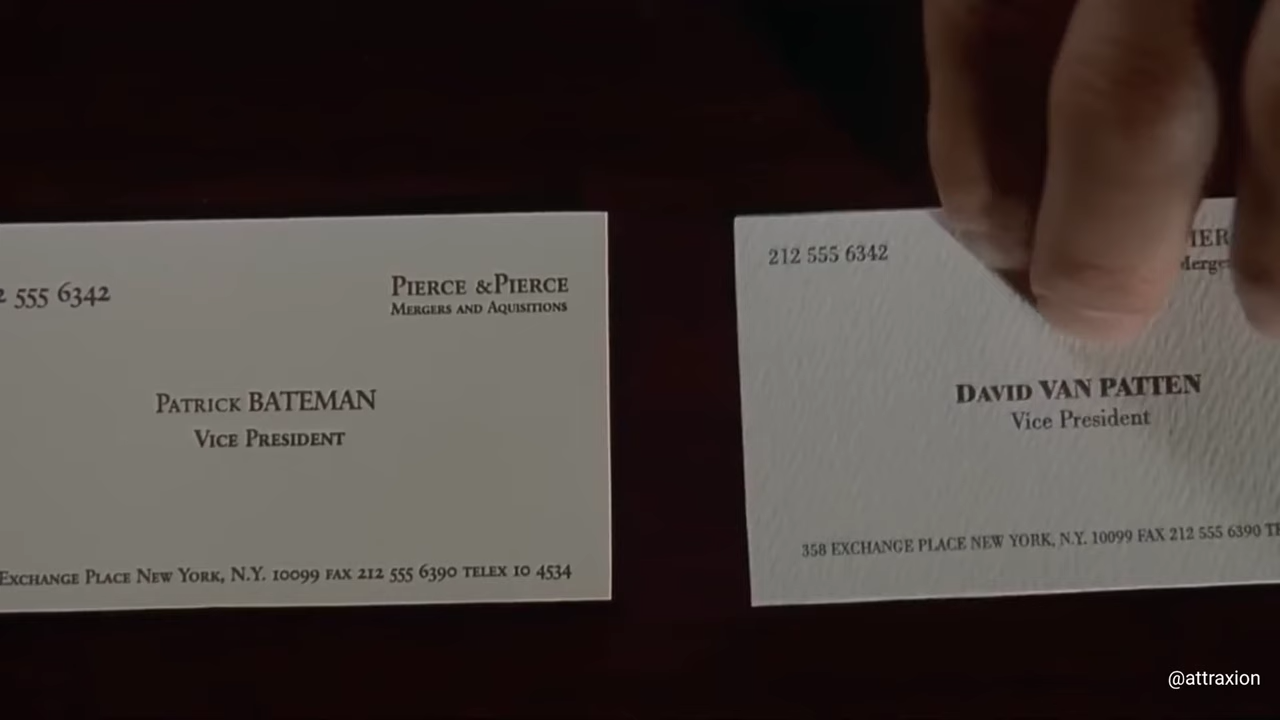 555 6342
PIERCE &PIERCE
MERGERS AND AQUISITIONS
PATRICK BATEMAN
VICE PRESIDENT
EXCHANGE PLACE NEW YORK, N.Y. 10099 FAX 212 555 6390 TELEX 10 4534
212 555 6342
DAVID VAN PATTEN
Vice President
358 EXCHANGE PLACE NEW YORK, N.Y. 10099 FAX 212 555 6390
@attraxion